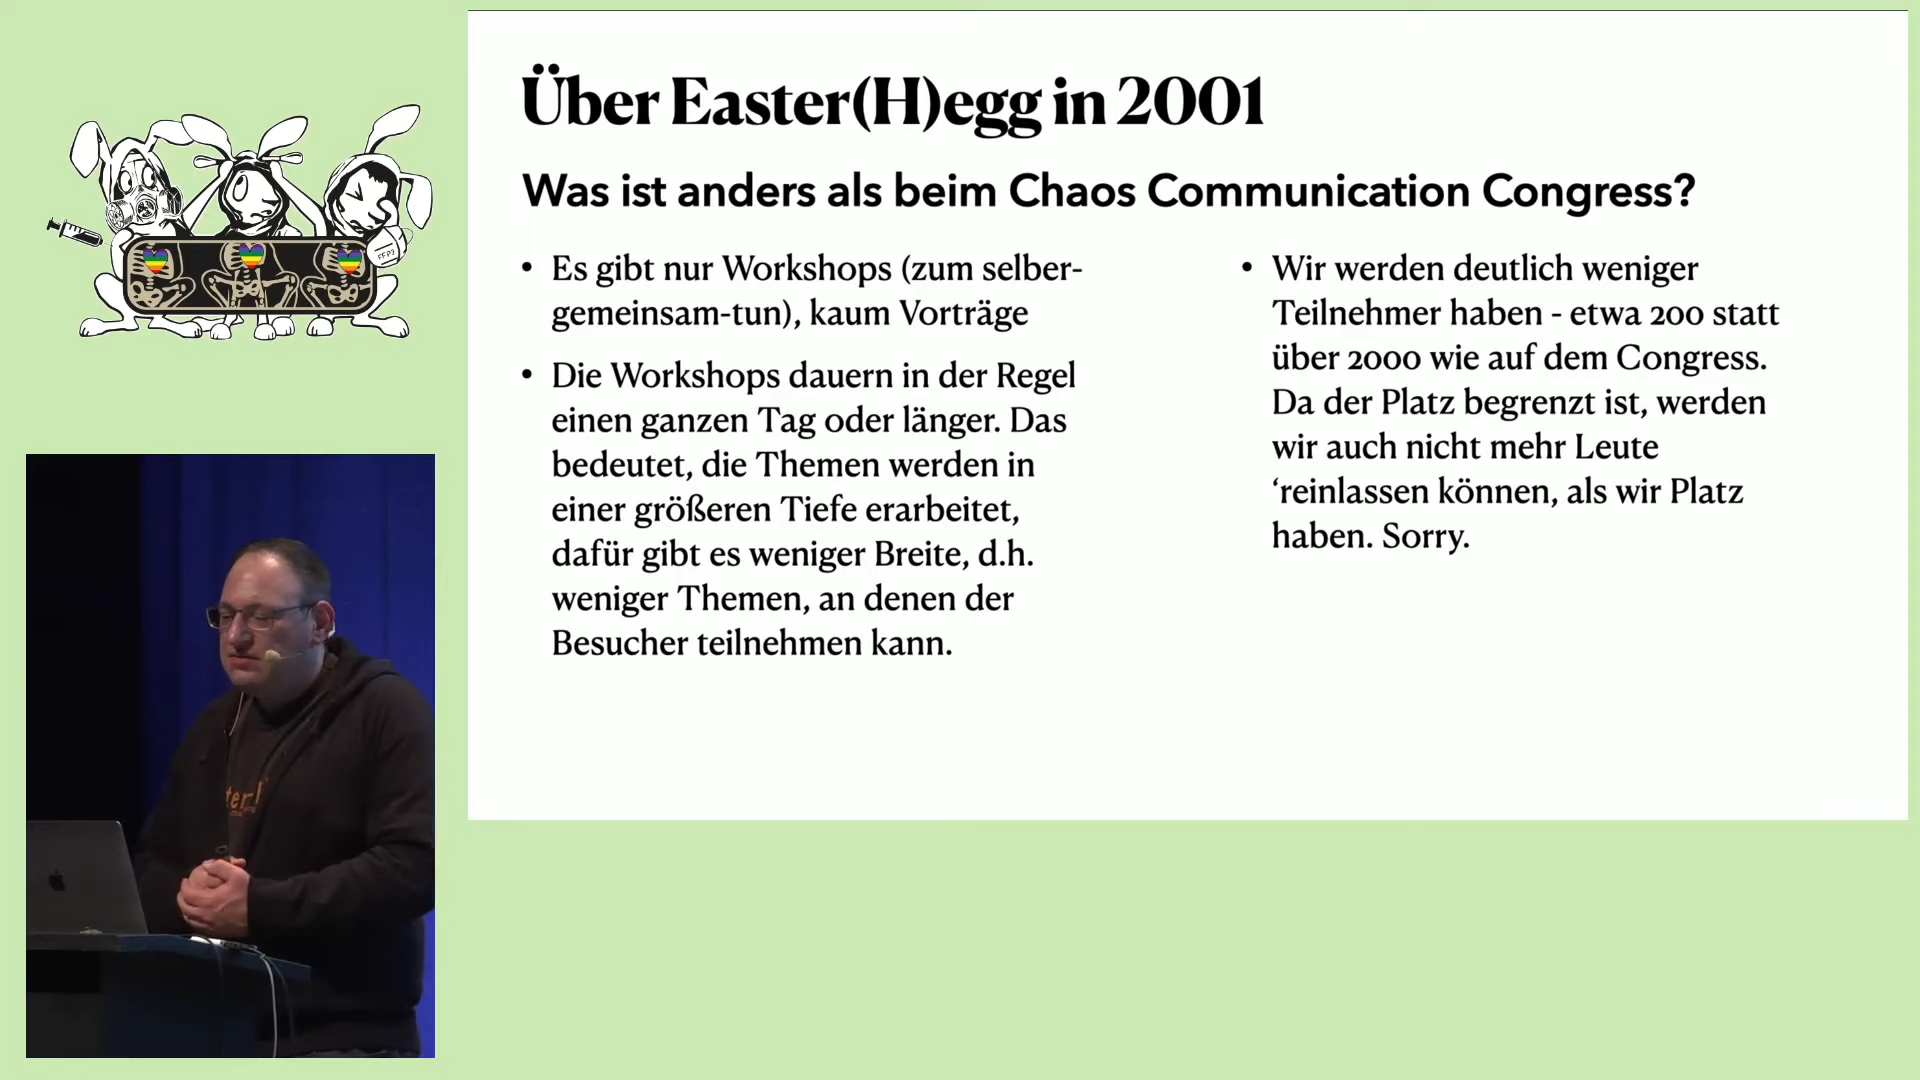 Über Easter(H)egg in 2001
Was ist anders als beim Chaos Communication Congress?
• Es gibt nur Workshops (zum selber-
gemeinsam-tun), kaum Vorträge
• Die Workshops dauern in der Regel
einen ganzen Tag oder länger. Das
bedeutet, die Themen werden in
einer größeren Tiefe erarbeitet,
dafür gibt es weniger Breite, d.h.
weniger Themen, an denen der
Besucher teilnehmen kann.
• Wir werden deutlich weniger
Teilnehmer haben - etwa 200 statt
über 2000 wie auf dem Congress.
Da der Platz begrenzt ist, werden
wir auch nicht mehr Leute
‘reinlassen können, als wir Platz
haben. Sorry.
FFP2